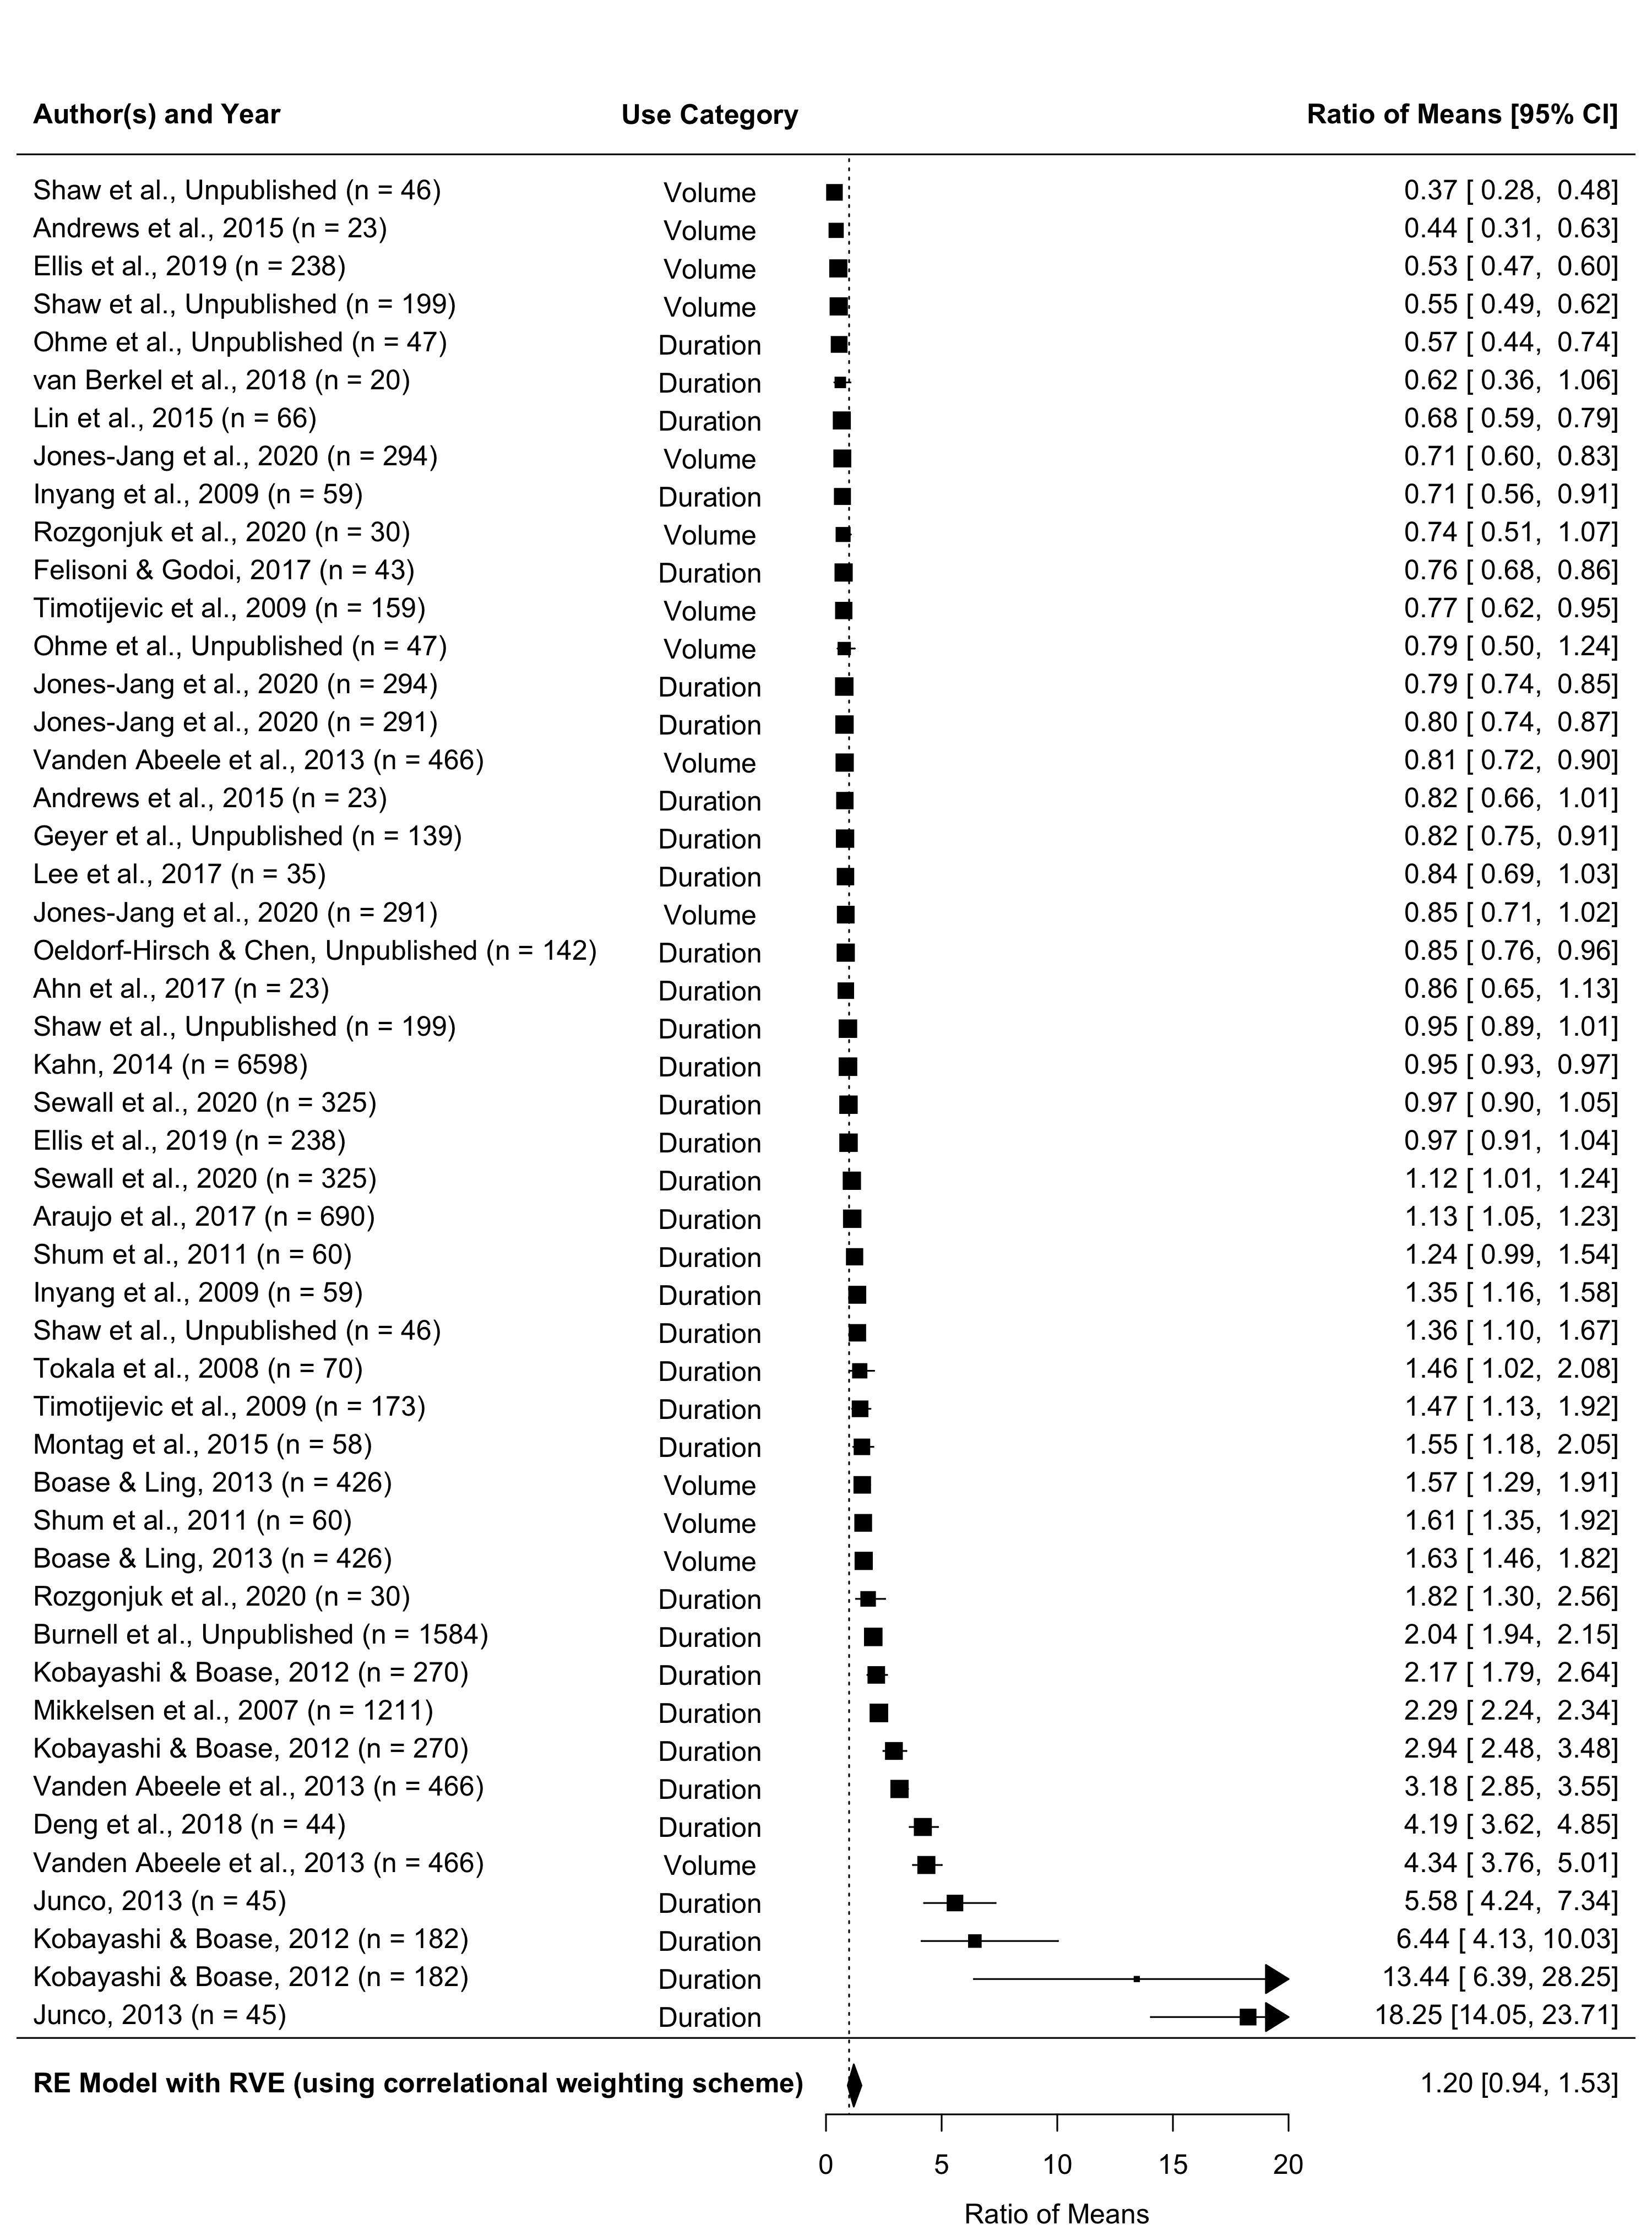 Author(s) and Year Use Category Ratio of Means [95% CI]
Shaw et al., Unpublished (n = 46) Volume 0.37 [ 0.28, 0.48]
Andrews et al., 2015 (n = 23) Volume 0.44 [ 0.31, 0.63]
Ellis et al., 2019 (n = 238) Volume 0.53 [ 0.47, 0.60]
Shaw et al., Unpublished (n = 199) Volume 0.55 [ 0.49, 0.62]
Ohme et al., Unpublished (n = 47) Duration 0.57 [ 0.44, 0.74]
van Berkel et al., 2018 (n = 20) Duration 0.62 [ 0.36, 1.06]
Lin et al., 2015 (n = 66) Duration 0.68 [ 0.59, 0.79]
Jones-Jang et al., 2020 (n = 294) Volume 0.71 [ 0.60, 0.83]
Inyang et al., 2009 (n = 59) Duration 0.71 [ 0.56, 0.91]
Rozgonjuk et al., 2020 (n = 30) Volume 0.74 [ 0.51, 1.07]
Felisoni & Godoi, 2017 (n = 43) Duration 0.76 [ 0.68, 0.86]
Timotijevic et al., 2009 (n = 159) Volume 0.77 [ 0.62, 0.95]
Ohme et al., Unpublished (n = 47) Volume 0.79 [ 0.50, 1.24]
Jones-Jang et al., 2020 (n = 294) Duration 0.79 [ 0.74, 0.85]
Jones-Jang et al., 2020 (n = 291) Duration 0.80 [ 0.74, 0.87]
Vanden Abeele et al., 2013 (n = 466) Volume 0.81 [ 0.72, 0.90]
Andrews et al., 2015 (n = 23) Duration 0.82 [ 0.66, 1.01]
Geyer et al., Unpublished (n = 139) Duration 0.82 [ 0.75, 0.91]
Lee et al., 2017 (n = 35) Duration 0.84 [ 0.69, 1.03]
Jones-Jang et al., 2020 (n = 291) Volume 0.85 [ 0.71, 1.02]
Oeldorf-Hirsch & Chen, Unpublished (n = 142) Duration 0.85 [ 0.76, 0.96]
Ahn et al., 2017 (n = 23) Duration 0.86 [ 0.65, 1.13]
Shaw et al., Unpublished (n = 199) Duration 0.95 [ 0.89, 1.01]
Kahn, 2014 (n = 6598) Duration 0.95 [ 0.93, 0.97]
Sewall et al., 2020 (n = 325) Duration 0.97 [ 0.90, 1.05]
Ellis et al., 2019 (n = 238) Duration 0.97 [ 0.91, 1.04]
Sewall et al., 2020 (n = 325) Duration 1.12 [ 1.01, 1.24]
Araujo et al., 2017 (n = 690) Duration 1.13 [ 1.05, 1.23]
Shum et al., 2011 (n = 60) Duration 1.24 [ 0.99, 1.54]
Inyang et al., 2009 (n = 59) Duration 1.35 [ 1.16, 1.58]
Shaw et al., Unpublished (n = 46) Duration 1.36 [ 1.10, 1.67]
Tokala et al., 2008 (n = 70) Duration 1.46 [ 1.02, 2.08]
Timotijevic et al., 2009 (n = 173) Duration 1.47 [ 1.13, 1.92]
Montag et al., 2015 (n = 58) Duration 1.55 [ 1.18, 2.05]
Boase & Ling, 2013 (n = 426) Volume 1.57 [ 1.29, 1.91]
Shum et al., 2011 (n = 60) Volume 1.61 [ 1.35, 1.92]
Boase & Ling, 2013 (n = 426) Volume 1.63 [ 1.46, 1.82]
Rozgonjuk et al., 2020 (n = 30) Duration 1.82 [ 1.30, 2.56]
Burnell et al., Unpublished (n = 1584) Duration 2.04 [ 1.94, 2.15]
Kobayashi & Boase, 2012 (n = 270) Duration 2.17 [ 1.79, 2.64]
Mikkelsen et al., 2007 (n = 1211) Duration 2.29 [ 2.24, 2.34]
Kobayashi & Boase, 2012 (n = 270) Duration 2.94 [ 2.48, 3.48]
Vanden Abeele et al., 2013 (n = 466) Duration 3.18 [ 2.85, 3.55]
Deng et al., 2018 (n = 44) Duration 4.19 [ 3.62, 4.85]
Vanden Abeele et al., 2013 (n = 466) Volume 4.34 [ 3.76, 5.01]
Junco, 2013 (n = 45) Duration 5.58 [ 4.24, 7.34]
Kobayashi & Boase, 2012 (n = 182) Duration 6.44 [ 4.13, 10.03]
Kobayashi & Boase, 2012 (n = 182) Duration 13.44 [ 6.39, 28.25]
Junco, 2013 (n = 45) Duration 18.25 [14.05, 23.71]
RE Model with RVE (using correlational weighting scheme) 1.20 [0.94, 1.53]
0 5 10 15 20
Ratio of Means